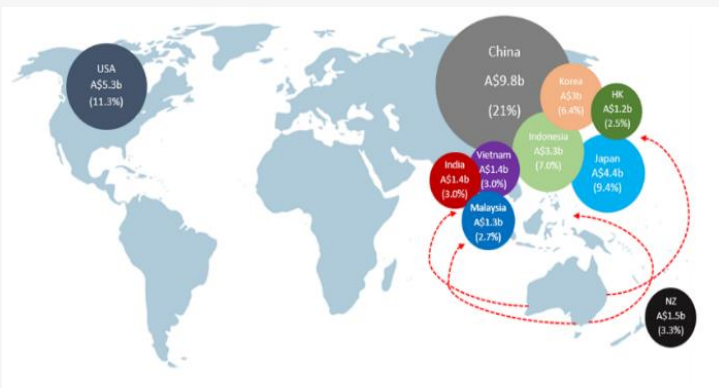 USA
A$5.3b
(11.3%)
China
A$9.8b
(21%)
Korea
A$3b
(6.4%)
HK
A$1.2b
(2.5%)
Indonesia
A$3.3b
(7.0%)
Japan
A$4.4b
(9.4%)
Vietnam
A$1.4b
(3.0%)
India
A$1.4b
(3.0%)
Malaysia
A$1.3b
(2.7%)
NZ
A$1.5b
(3.3%)